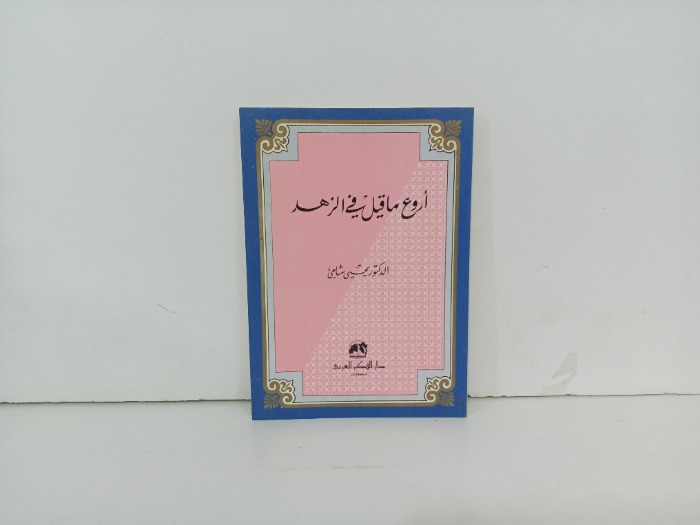 أروع ما قيل في الزهد
الدكتور يحيى شامي
دار الفكر العربي